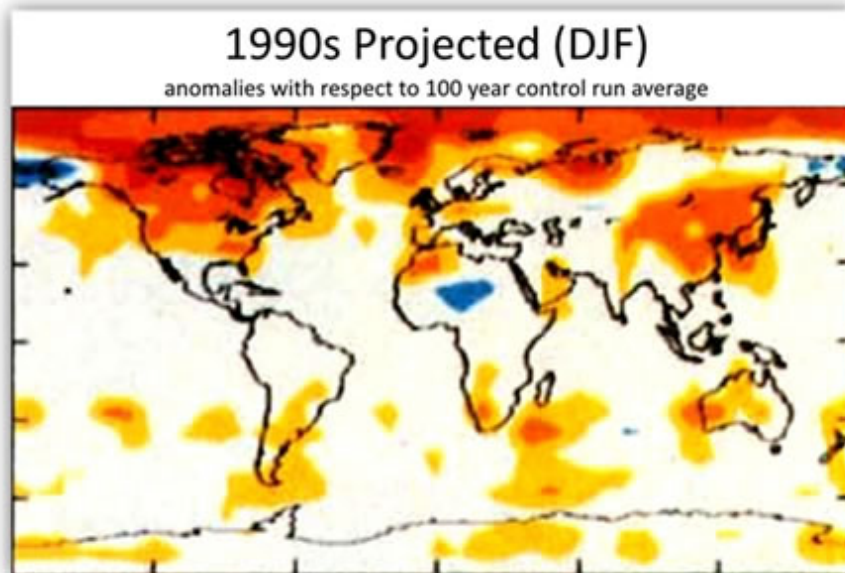 1990s Projected (DJF)
anomalies with respect to 100 year control run average